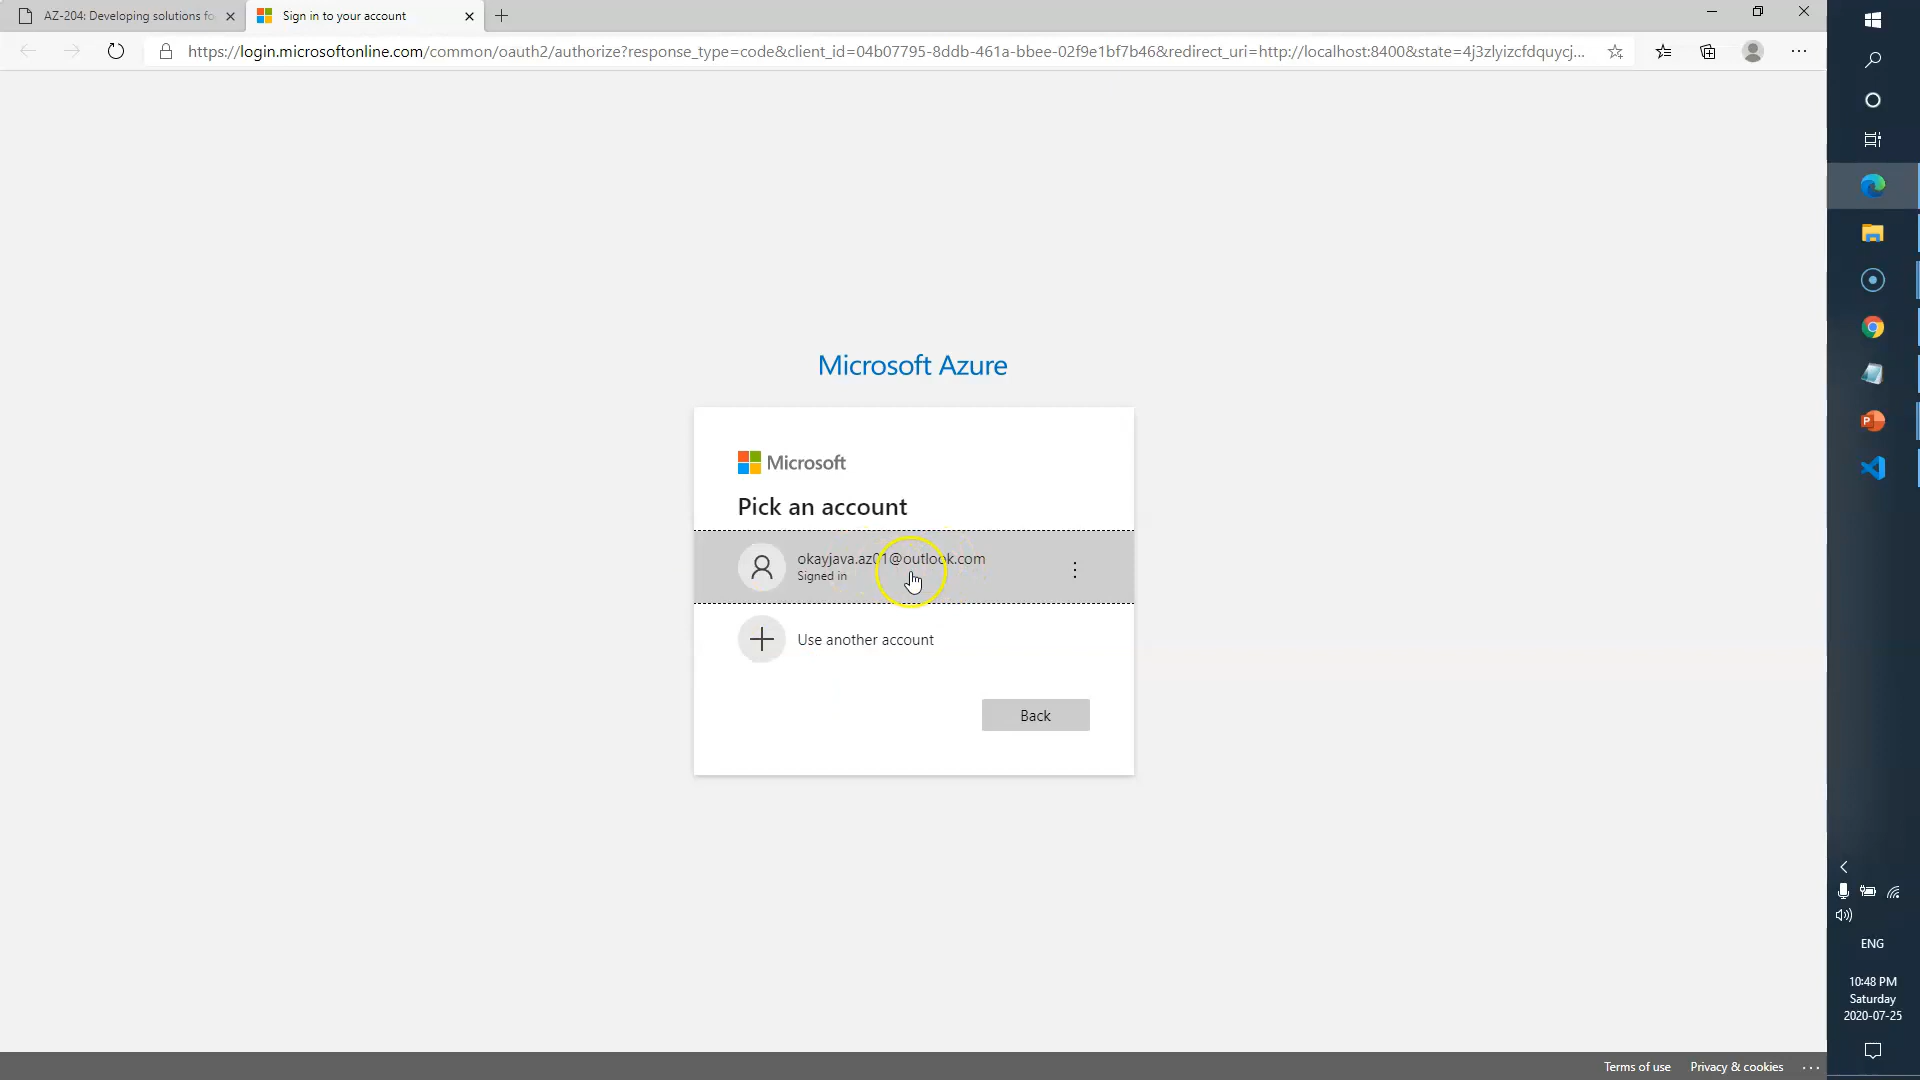 AZ-204: Developing solutions fo
Sign in to your account
https://login.microsoftonline.com/common/oauth2/authorize?response_type=code&client_id=04b07795-8ddb-461a-bbee-02f9e1bf7b46&redirect_uri=http://localhost:8400&state=4j3zlyizcfdquycj...
Microsoft Azure
Microsoft
Pick an account
okayjava.az01@outlook.com
Signed in
Use another account
Back
ENG
10:48 PM
Saturday
2020-07-25
Terms of use
Privacy & cookies